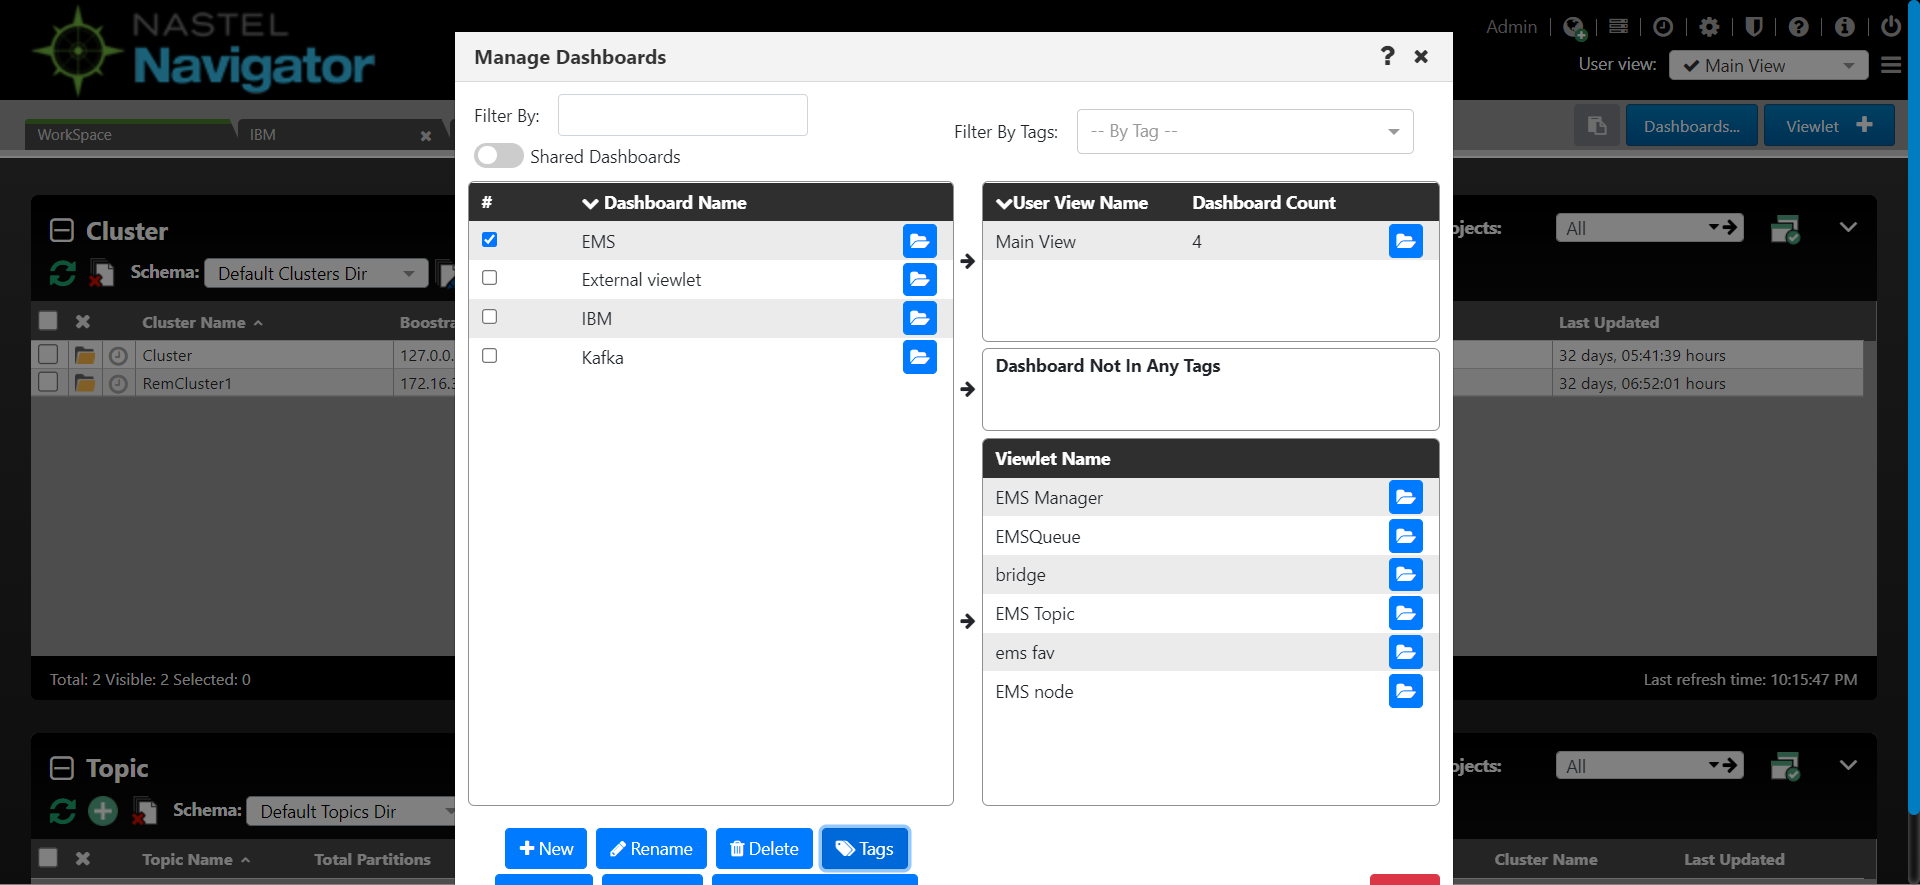 NASTEL
Navigator
Admin
User view:
Main View
WorkSpace
IBM
Dashboards...
Viewlet
Manage Dashboards
Filter By:
Filter By Tags:
-- By Tag --
Shared Dashboards
# Dashboard Name
EMS
External viewlet
IBM
Kafka
User View Name Dashboard Count
Main View 4
Dashboard Not In Any Tags
Viewlet Name
EMS Manager
EMSQueue
bridge
EMS Topic
ems fav
EMS node
New
Rename
Delete
Tags
Cluster
Schema: Default Clusters Dir
Cluster Name
Cluster 127.0.0.
RemCluster1
All
Last Updated
32 days, 05:41:39 hours
32 days, 06:52:01 hours
Total: 2 Visible: 2 Selected: 0
Last refresh time: 10:15:47 PM
Topic
Schema: Default Topics Dir
All
Topic Name Total Partitions
Cluster Name Last Updated